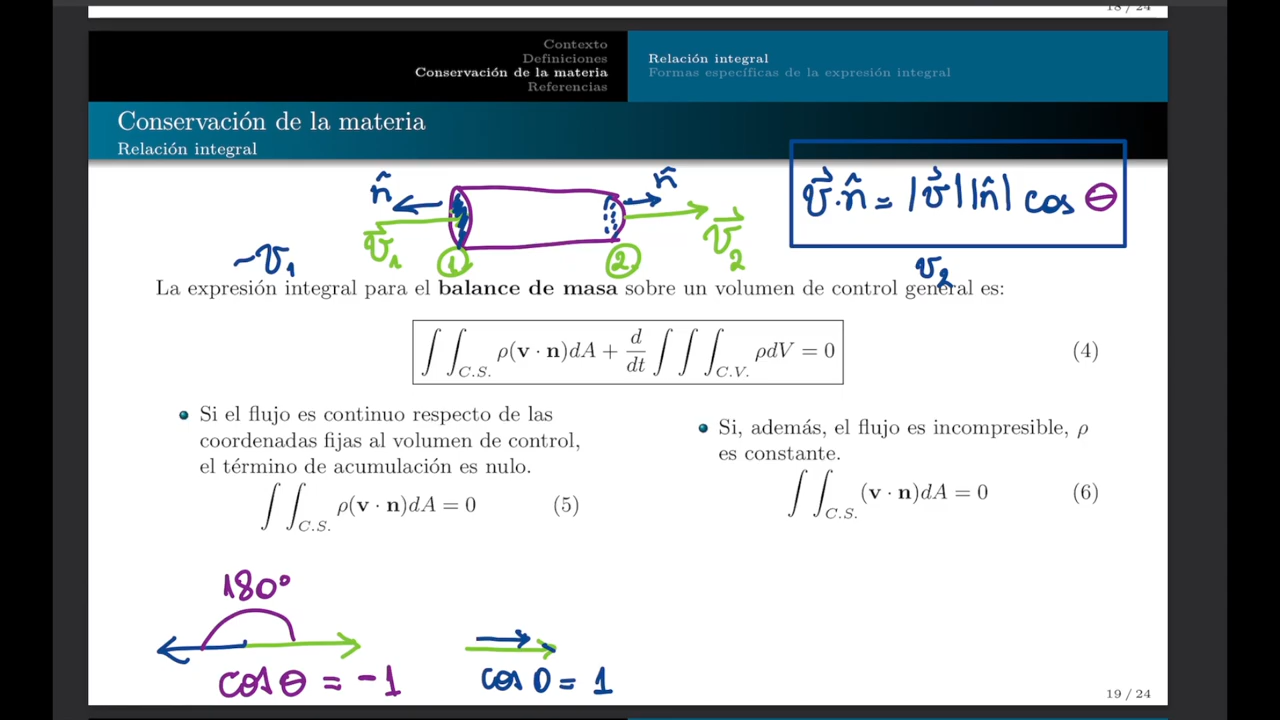 18 / 24
Contexto
Definiciones
Conservación de la materia
Referencias
Relación integral
Formas específicas de la expresión integral
Conservación de la materia
Relación integral
n̂
n̂
v⃗₁
v⃗₂
1
2
v⃗·n̂ = |v⃗||n̂| cos θ
-v₁
v₂
La expresión integral para el balance de masa sobre un volumen de control general es:
∫∫_{C.S.} ρ(v · n)dA + d/dt ∫∫∫_{C.V.} ρdV = 0 (4)
Si el flujo es continuo respecto de las
coordenadas fijas al volumen de control,
el término de acumulación es nulo.
∫∫_{C.S.} ρ(v · n)dA = 0 (5)
Si, además, el flujo es incompresible, ρ
es constante.
∫∫_{C.S.} (v · n)dA = 0 (6)
180°
cos θ = -1
cos 0 = 1
19 / 24